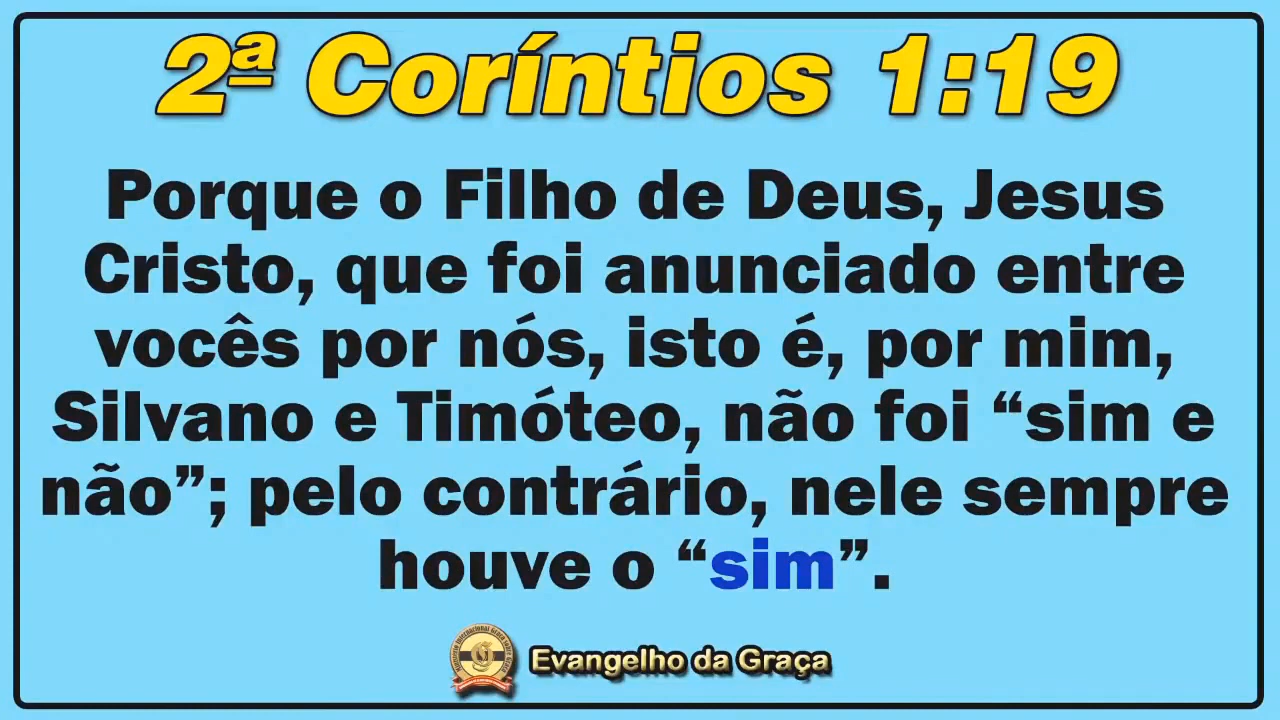 2ª Coríntios 1:19
Porque o Filho de Deus, Jesus
Cristo, que foi anunciado entre
vocês por nós, isto é, por mim,
Silvano e Timóteo, não foi “sim e
não”; pelo contrário, nele sempre
houve o “sim”.
Evangelho da Graça